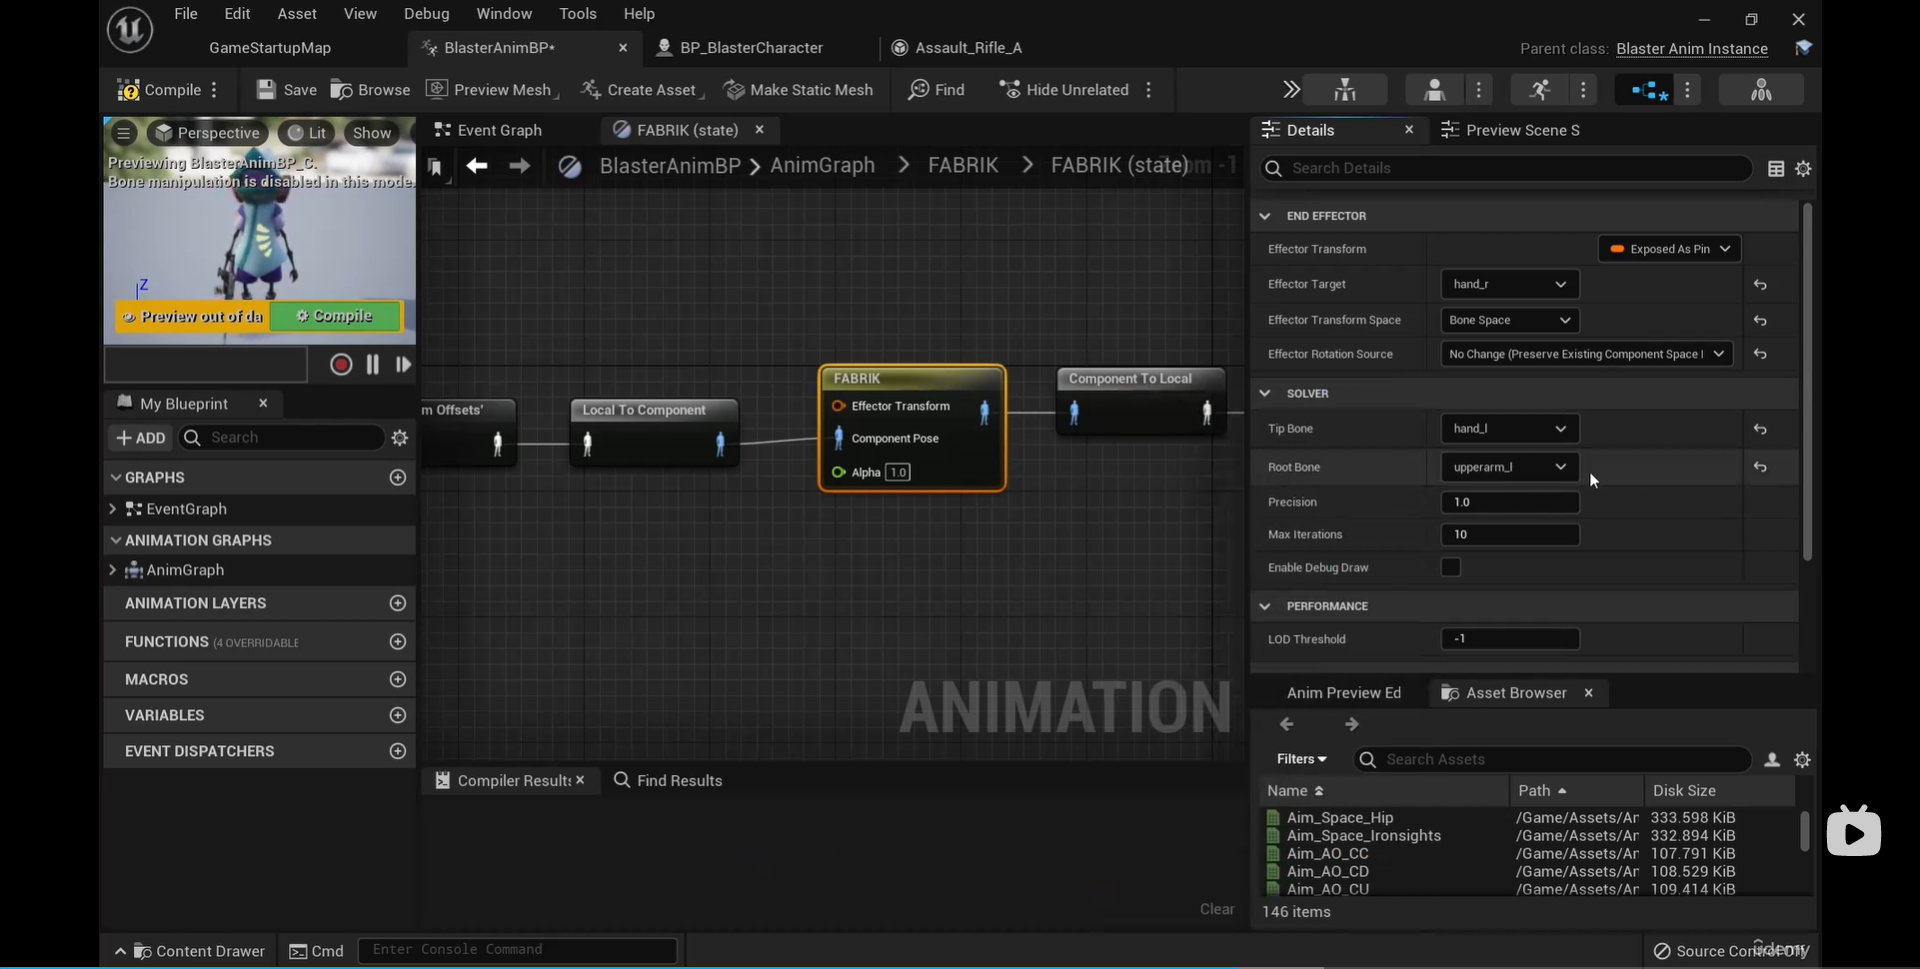 File Edit Asset View Debug Window Tools Help
GameStartupMap BlasterAnimBP* BP_BlasterCharacter Assault_Rifle_A Parent class: Blaster Anim Instance
Compile Save Browse Preview Mesh Create Asset Make Static Mesh Find Hide Unrelated
Perspective Lit Show
Previewing BlasterAnimBP_C.
Bone manipulation is disabled in this mode.
Z
Preview out of da Compile
Event Graph FABRIK (state)
BlasterAnimBP > AnimGraph > FABRIK > FABRIK (state) Zoom -1
m Offsets'
Local To Component
FABRIK
Effector Transform
Component Pose
Alpha 1.0
Component To Local
ANIMATION
My Blueprint
+ ADD Search
GRAPHS
EventGraph
ANIMATION GRAPHS
AnimGraph
ANIMATION LAYERS
FUNCTIONS (4 OVERRIDABLE
MACROS
VARIABLES
EVENT DISPATCHERS
Compiler Results Find Results
Clear
Details Preview Scene S
Search Details
END EFFECTOR
Effector Transform Exposed As Pin
Effector Target hand_r
Effector Transform Space Bone Space
Effector Rotation Source No Change (Preserve Existing Component Space
SOLVER
Tip Bone hand_l
Root Bone upperarm_l
Precision 1.0
Max Iterations 10
Enable Debug Draw
PERFORMANCE
LOD Threshold -1
Anim Preview Ed Asset Browser
Filters Search Assets
Name Path Disk Size
Aim_Space_Hip /Game/Assets/An 333.598 KiB
Aim_Space_Ironsights /Game/Assets/An 332.894 KiB
Aim_AO_CC /Game/Assets/An 107.791 KiB
Aim_AO_CD /Game/Assets/An 108.529 KiB
Aim_AO_CU /Game/Assets/An 109.414 KiB
146 items
Content Drawer Cmd Enter Console Command Source Control Off
ûdemy